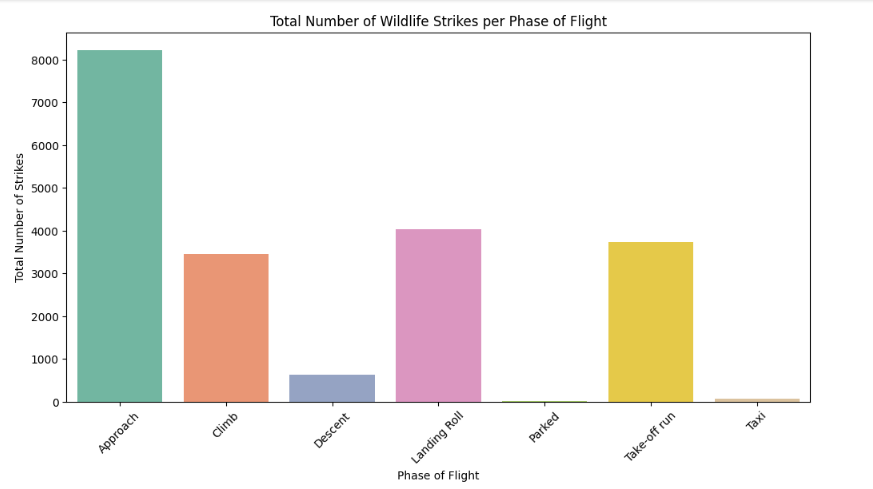 Total Number of Wildlife Strikes per Phase of Flight
Total Number of Strikes
8000
7000
6000
5000
4000
3000
2000
1000
0
Approach
Climb
Descent
Landing Roll
Parked
Take-off run
Taxi
Phase of Flight